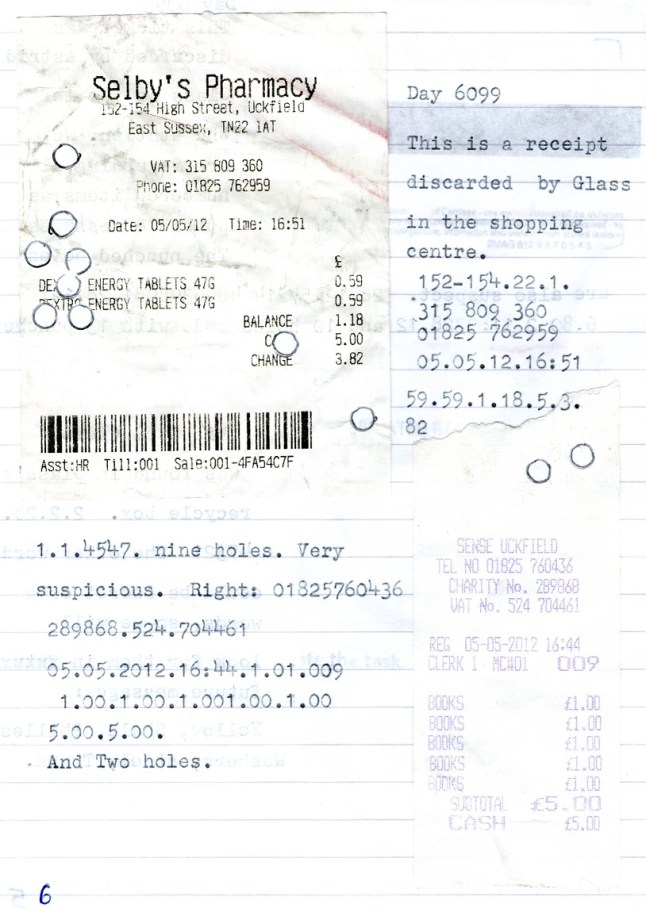 Selby's Pharmacy
152-154 High Street, Uckfield
East Sussex, TN22 1AT
VAT: 315 809 360
Phone: 01825 762959
Date: 05/05/12 Time: 16:51
£
DEX ENERGY TABLETS 47G 0.59
DEXTRO ENERGY TABLETS 47G 0.59
BALANCE 1.18
5.00
CHANGE 3.82
Asst:HR Till:001 Sale:001-4FA54C7F
Day 6099
This is a receipt
discarded by Glass
in the shopping
centre.
152-154.22.1.
315 809 360
01825 762959
05.05.12.16:51
59.59.1.18.5.3.
82
1.1.4547. nine holes. Very
suspicious. Right: 01825760436
289868.524.704461
05.05.2012.16:44.1.01.009
1.00.1.00.1.001.00.1.00
5.00.5.00.
And Two holes.
SENSE UCKFIELD
TEL NO 01825 760436
CHARITY No. 289868
VAT No. 524 704461
REG 05-05-2012 16:44
CLERK 1 MC#01 009
BOOKS £1.00
BOOKS £1.00
BOOKS £1.00
BOOKS £1.00
BOOKS £1.00
SUBTOTAL £5.00
CASH £5.00
6